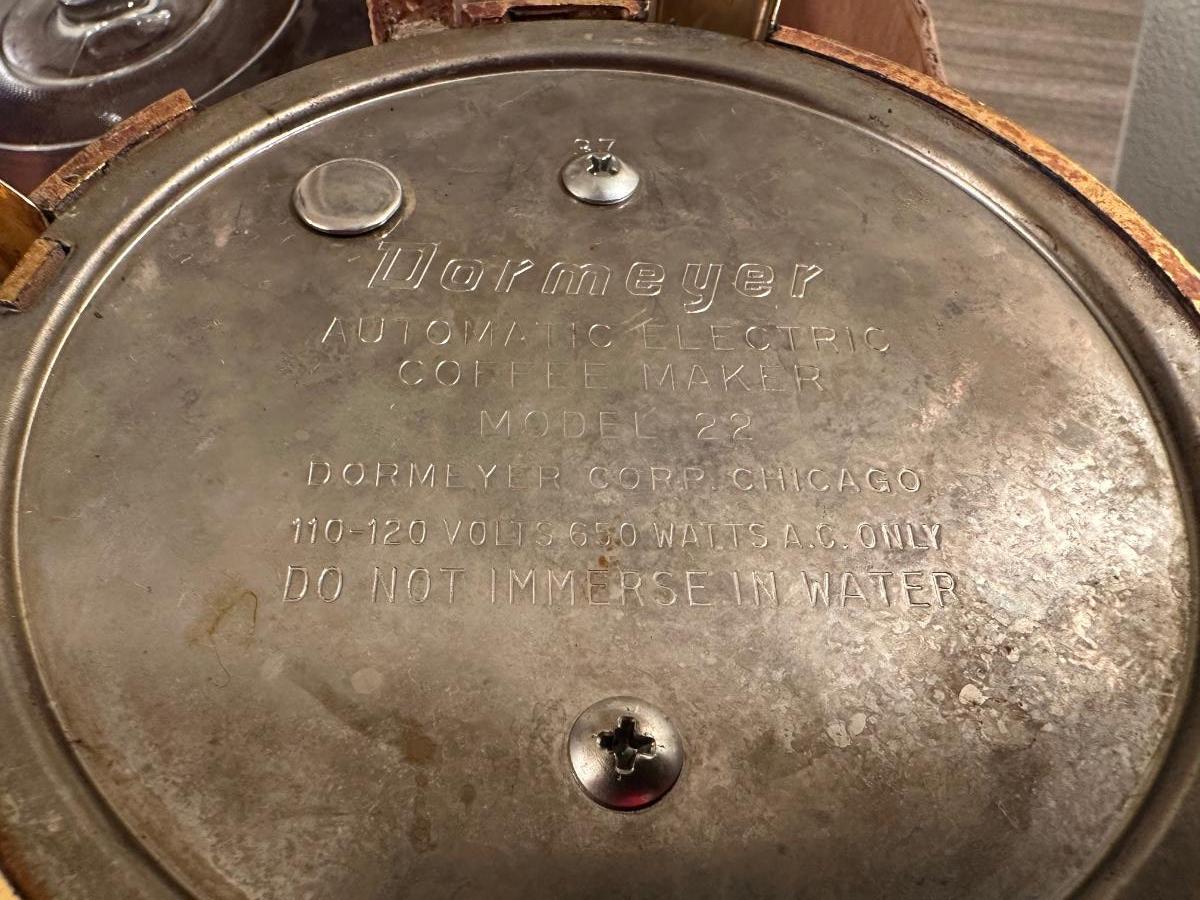 37
Dormeyer
AUTOMATIC ELECTRIC
COFFEE MAKER
MODEL 22
DORMEYER CORP. CHICAGO
110-120 VOLTS 650 WATTS A.C. ONLY
DO NOT IMMERSE IN WATER